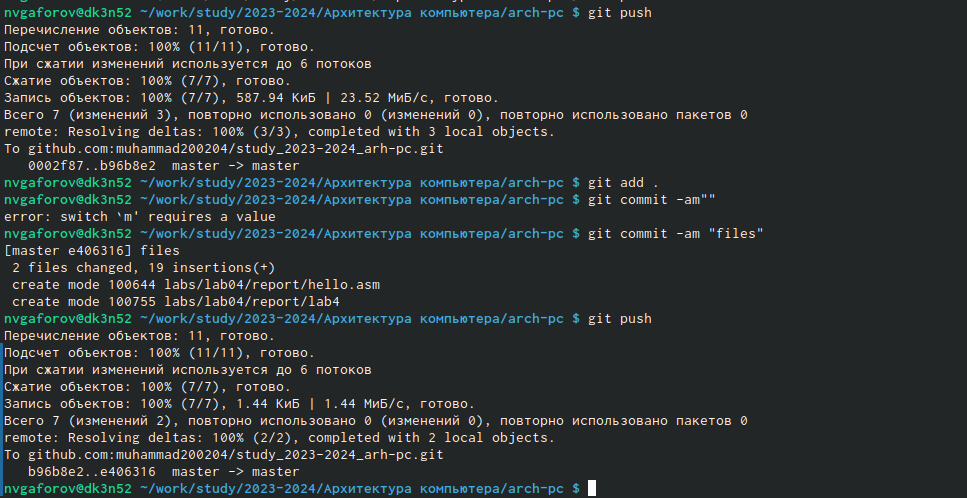 nvgaforov@dk3n52 ~/work/study/2023-2024/Архитектура компьютера/arch-pc $ git push
Перечисление объектов: 11, готово.
Подсчет объектов: 100% (11/11), готово.
При сжатии изменений используется до 6 потоков
Сжатие объектов: 100% (7/7), готово.
Запись объектов: 100% (7/7), 587.94 КиБ | 23.52 МиБ/с, готово.
Всего 7 (изменений 3), повторно использовано 0 (изменений 0), повторно использовано пакетов 0
remote: Resolving deltas: 100% (3/3), completed with 3 local objects.
To github.com:muhammad200204/study_2023-2024_arh-pc.git
   0002f87..b96b8e2  master -> master
nvgaforov@dk3n52 ~/work/study/2023-2024/Архитектура компьютера/arch-pc $ git add .
nvgaforov@dk3n52 ~/work/study/2023-2024/Архитектура компьютера/arch-pc $ git commit -am""
error: switch `m' requires a value
nvgaforov@dk3n52 ~/work/study/2023-2024/Архитектура компьютера/arch-pc $ git commit -am "files"
[master e406316] files
 2 files changed, 19 insertions(+)
 create mode 100644 labs/lab04/report/hello.asm
 create mode 100755 labs/lab04/report/lab4
nvgaforov@dk3n52 ~/work/study/2023-2024/Архитектура компьютера/arch-pc $ git push
Перечисление объектов: 11, готово.
Подсчет объектов: 100% (11/11), готово.
При сжатии изменений используется до 6 потоков
Сжатие объектов: 100% (7/7), готово.
Запись объектов: 100% (7/7), 1.44 КиБ | 1.44 МиБ/с, готово.
Всего 7 (изменений 2), повторно использовано 0 (изменений 0), повторно использовано пакетов 0
remote: Resolving deltas: 100% (2/2), completed with 2 local objects.
To github.com:muhammad200204/study_2023-2024_arh-pc.git
   b96b8e2..e406316  master -> master
nvgaforov@dk3n52 ~/work/study/2023-2024/Архитектура компьютера/arch-pc $